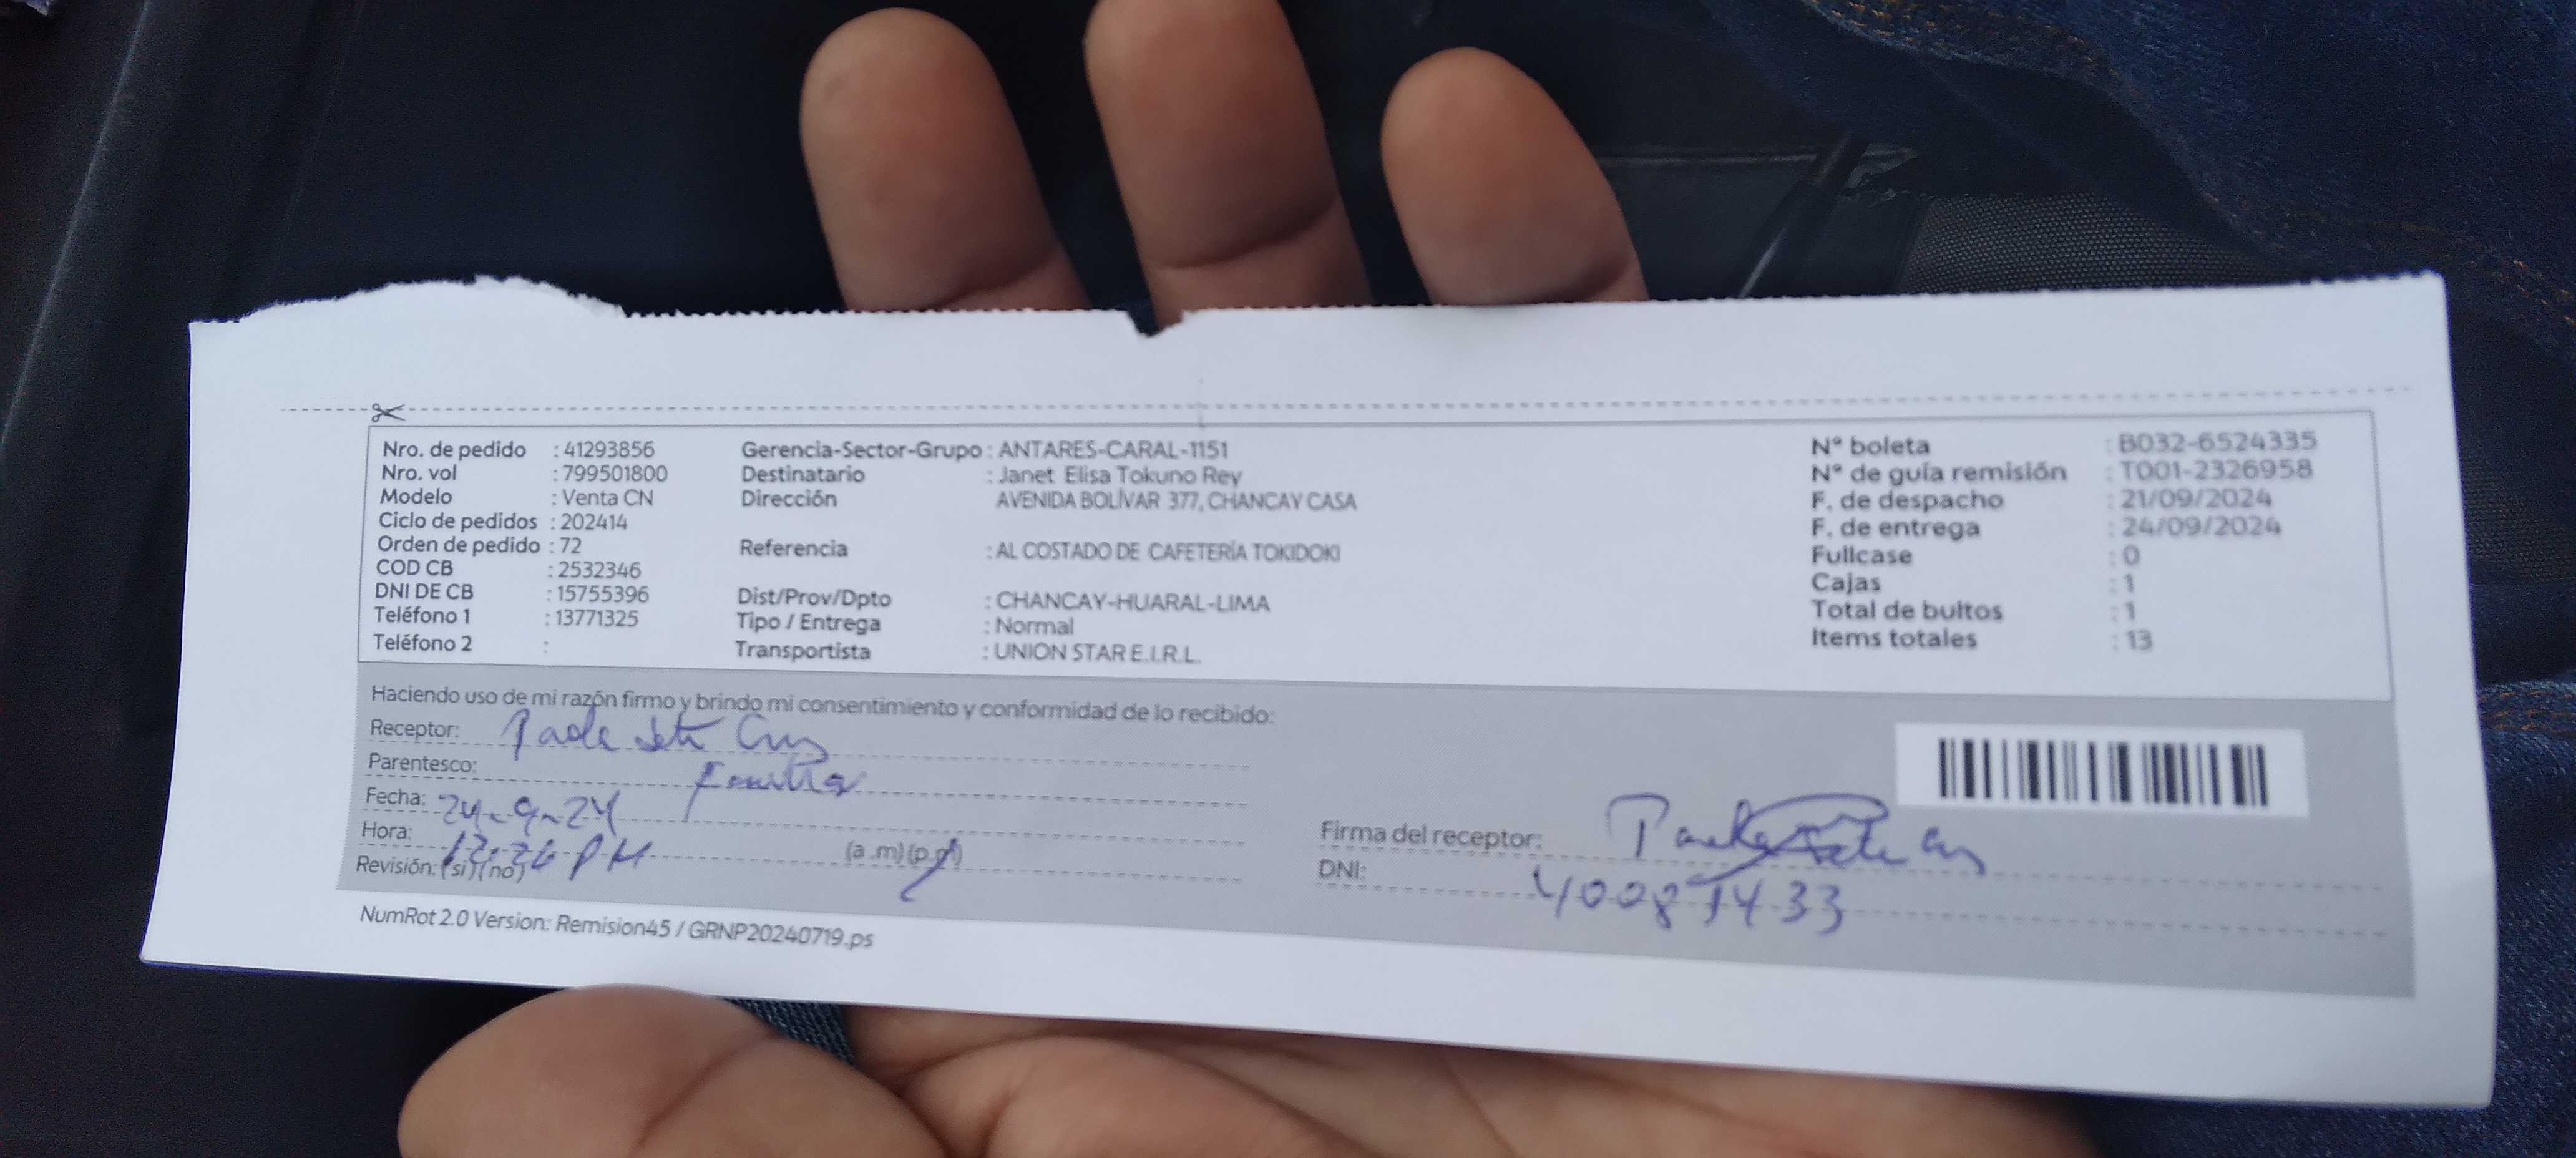 Nro. de pedido : 41293856
Nro. vol : 799501800
Modelo : Venta CN
Ciclo de pedidos : 202414
Orden de pedido : 72
COD CB : 2532346
DNI DE CB : 15755396
Teléfono 1 : 13771325
Teléfono 2 :
Gerencia-Sector-Grupo : ANTARES-CARAL-1151
Destinatario : Janet Elisa Tokuno Rey
Dirección AVENIDA BOLÍVAR 377, CHANCAY CASA
Referencia : AL COSTADO DE CAFETERÍA TOKIDOKI
Dist/Prov/Dpto : CHANCAY-HUARAL-LIMA
Tipo / Entrega : Normal
Transportista : UNION STAR E.I.R.L.
N° boleta : B032-6524335
N° de guía remisión : T001-2326958
F. de despacho : 21/09/2024
F. de entrega : 24/09/2024
Fullcase : 0
Cajas : 1
Total de bultos : 1
Items totales : 13
Haciendo uso de mi razón firmo y brindo mi consentimiento y conformidad de lo recibido:
Receptor:
Parentesco:
Fecha: 24-9-24
Hora: PM (a.m)(p.m)
Revisión: (si)(no)
Firma del receptor:
DNI:
NumRot 2.0 Version: Remision45 / GRNP20240719.ps